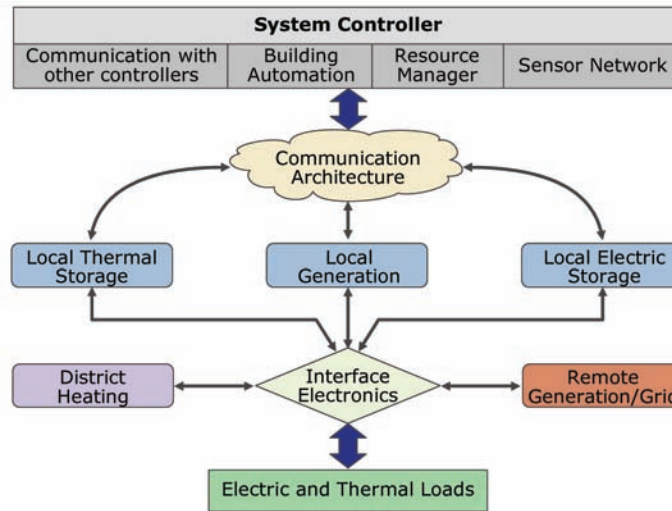 System Controller
Communication with
other controllers
Building
Automation
Resource
Manager
Sensor Network
Communication
Architecture
Local Thermal
Storage
Local
Generation
Local Electric
Storage
District
Heating
Interface
Electronics
Remote
Generation/Grid
Electric and Thermal Loads